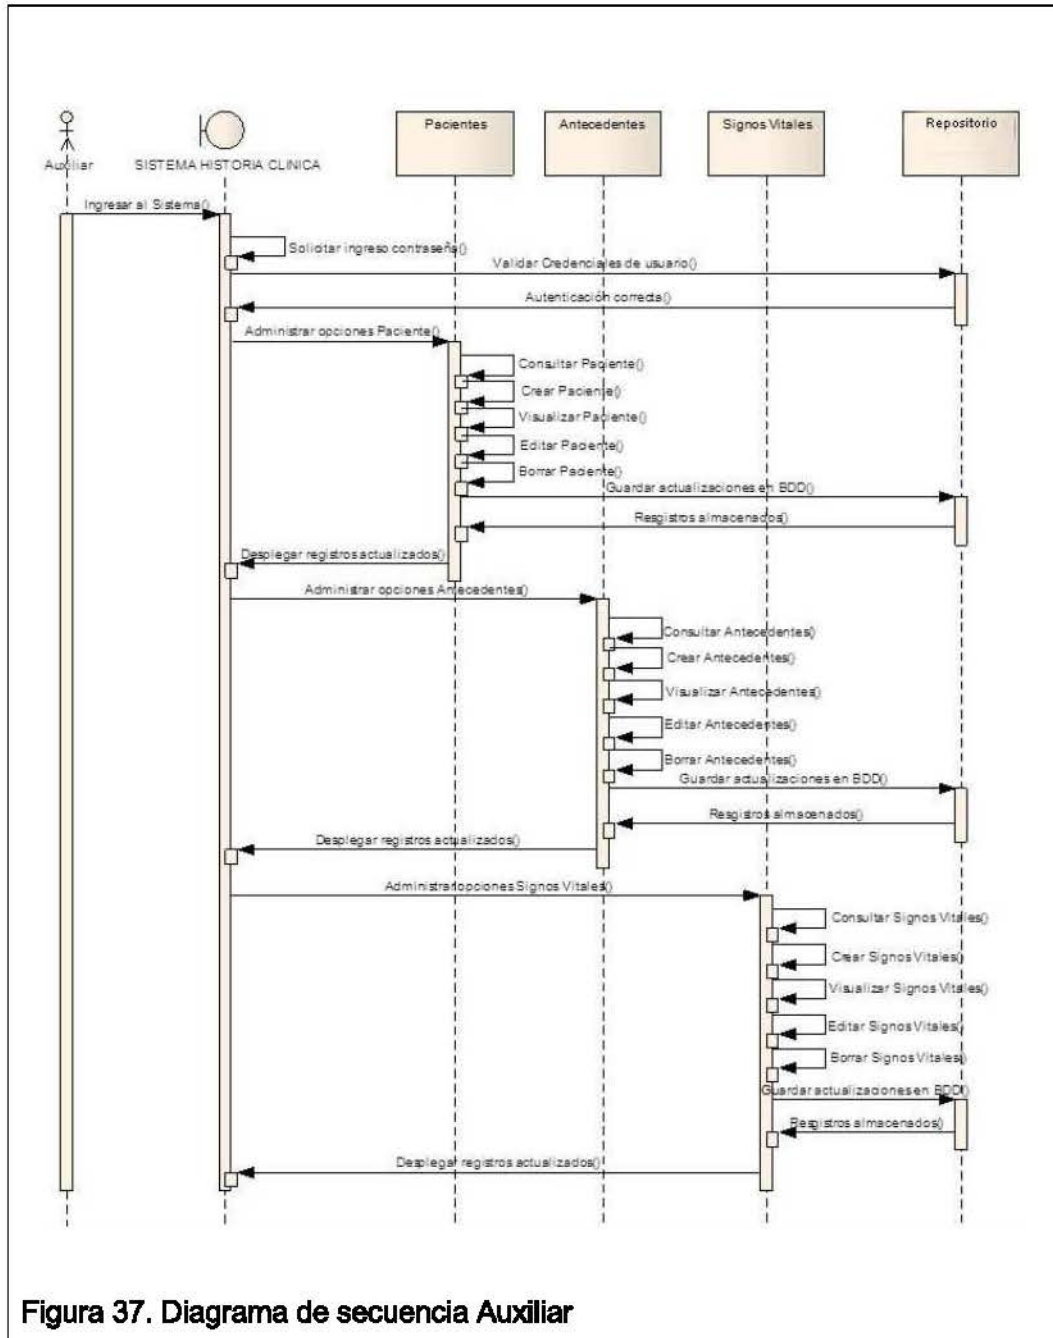 Auxiliar
SISTEMA HISTORIA CLINICA
Pacientes
Antecedentes
Signos Vitales
Repositorio
Ingresar al Sistema()
Solicitar ingreso contraseña()
Validar Credenciales de usuario()
Autenticación correcta()
Administrar opciones Paciente()
Consultar Paciente()
Crear Paciente()
Visualizar Paciente()
Editar Paciente()
Borrar Paciente()
Guardar actualizaciones en BDD()
Resgistros almacenados()
Desplegar registros actualizados()
Administrar opciones Antecedentes()
Consultar Antecedentes()
Crear Antecedentes()
Visualizar Antecedentes()
Editar Antecedentes()
Borrar Antecedentes()
Guardar actualizaciones en BDD()
Resgistros almacenados()
Desplegar registros actualizados()
Administrar opciones Signos Vitales()
Consultar Signos Vitales()
Crear Signos Vitales()
Visualizar Signos Vitales()
Editar Signos Vitales()
Borrar Signos Vitales()
Guardar actualizaciones en BDD()
Resgistros almacenados()
Desplegar registros actualizados()
Figura 37. Diagrama de secuencia Auxiliar